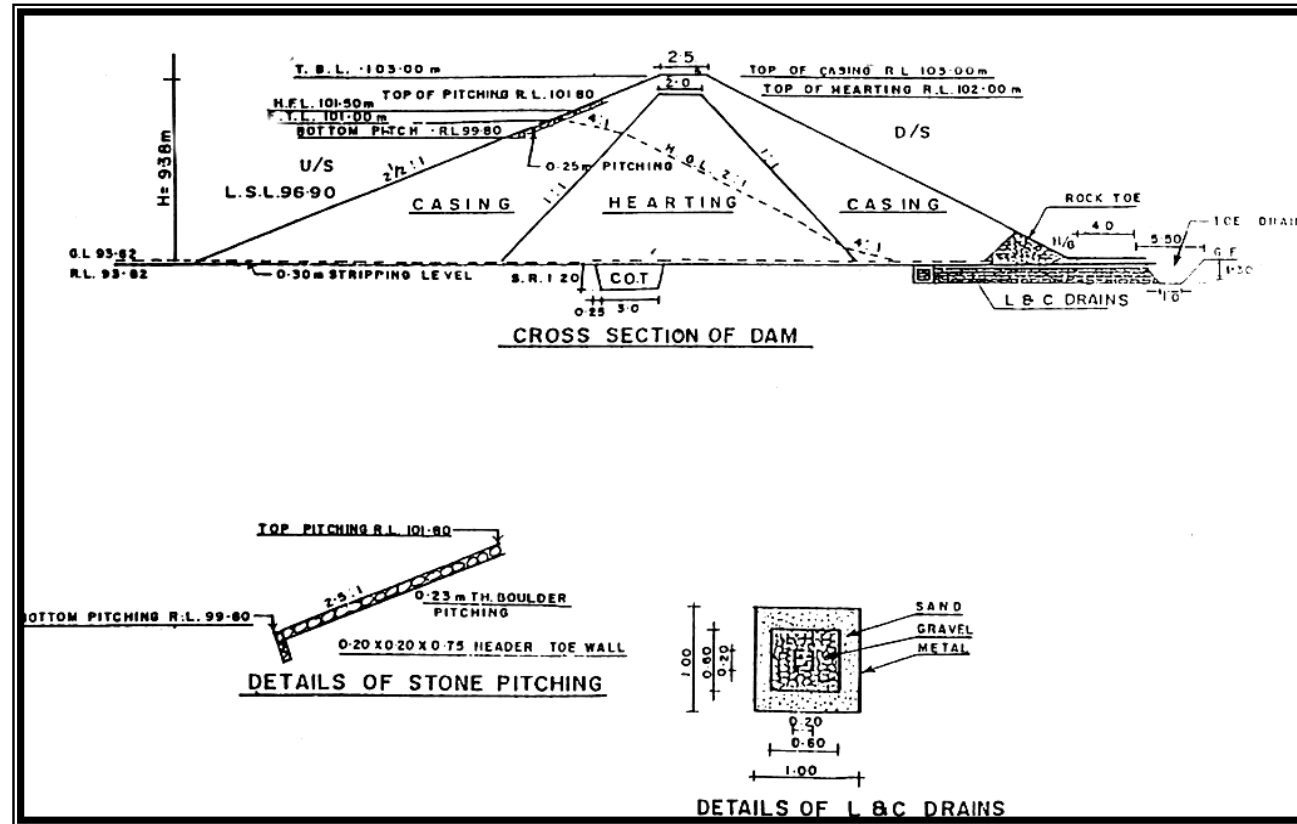 2.5
T. B. L. -103.00 m
TOP OF CASING R L 103.00m
2.0
TOP OF HEARTING R.L. 102.00 m
TOP OF PITCHING R.L. 101.80
H.F.L. 101.50m
F.T.L. 101.00 m
BOTTOM PITCH .RL 99.80
4:1
D/S
H= 9.38m
U/S
0.25m PITCHING
1:1
2½:1
H.G.L. 2:1
L.S.L.96.90
CASING
HEARTING
CASING
1:1
ROCK TOE
4.0
TOE DRAIN
5.50
4:1
G.L 93.62
R.L. 93.62
0.30m STRIPPING LEVEL
S.R. 1.20
C.O.T
1.30
0.25
3.0
L & C DRAINS
1.0
CROSS SECTION OF DAM
TOP PITCHING R.L. 101.80
2.5:1
0.23 m TH. BOULDER
PITCHING
BOTTOM PITCHING R.L. 99.80
0.20 X 0.20 X 0.75 HEADER TOE WALL
DETAILS OF STONE PITCHING
SAND
GRAVEL
METAL
1.00
0.60
0.20
0.20
0.60
1.00
DETAILS OF L & C DRAINS